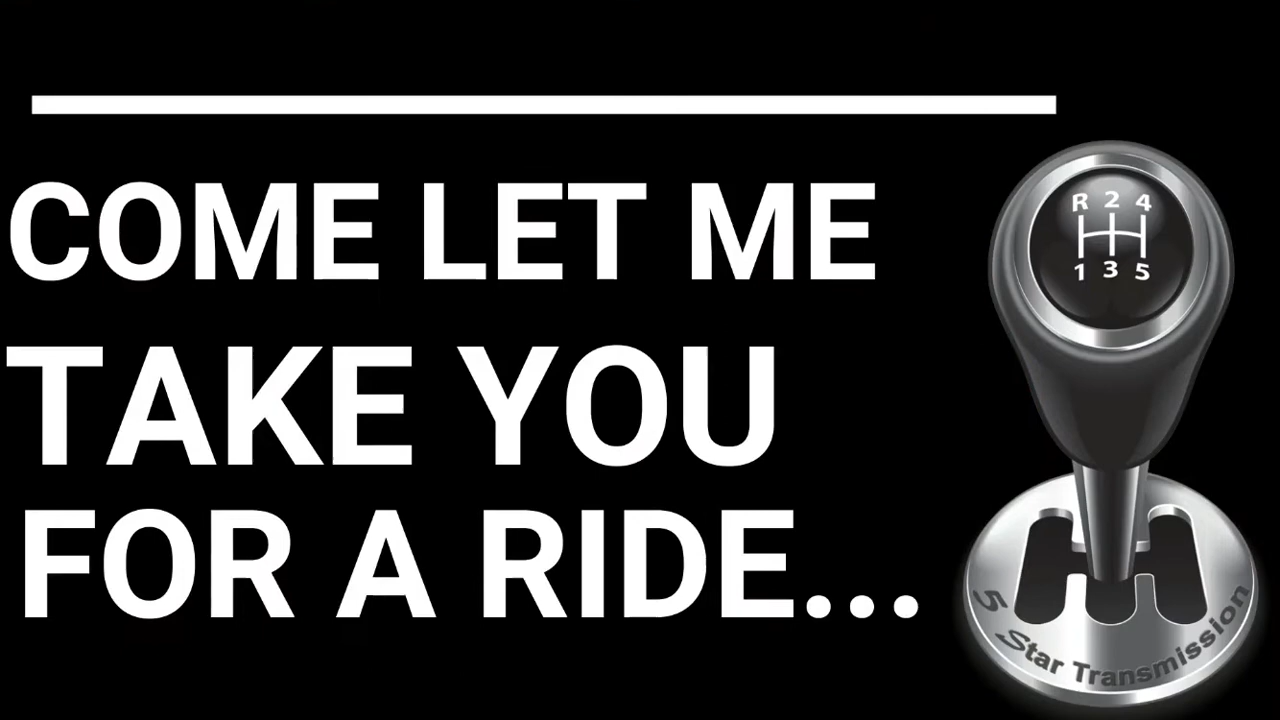 COME LET ME
TAKE YOU
FOR A RIDE...
R 2 4
1 3 5
5 Star Transmission